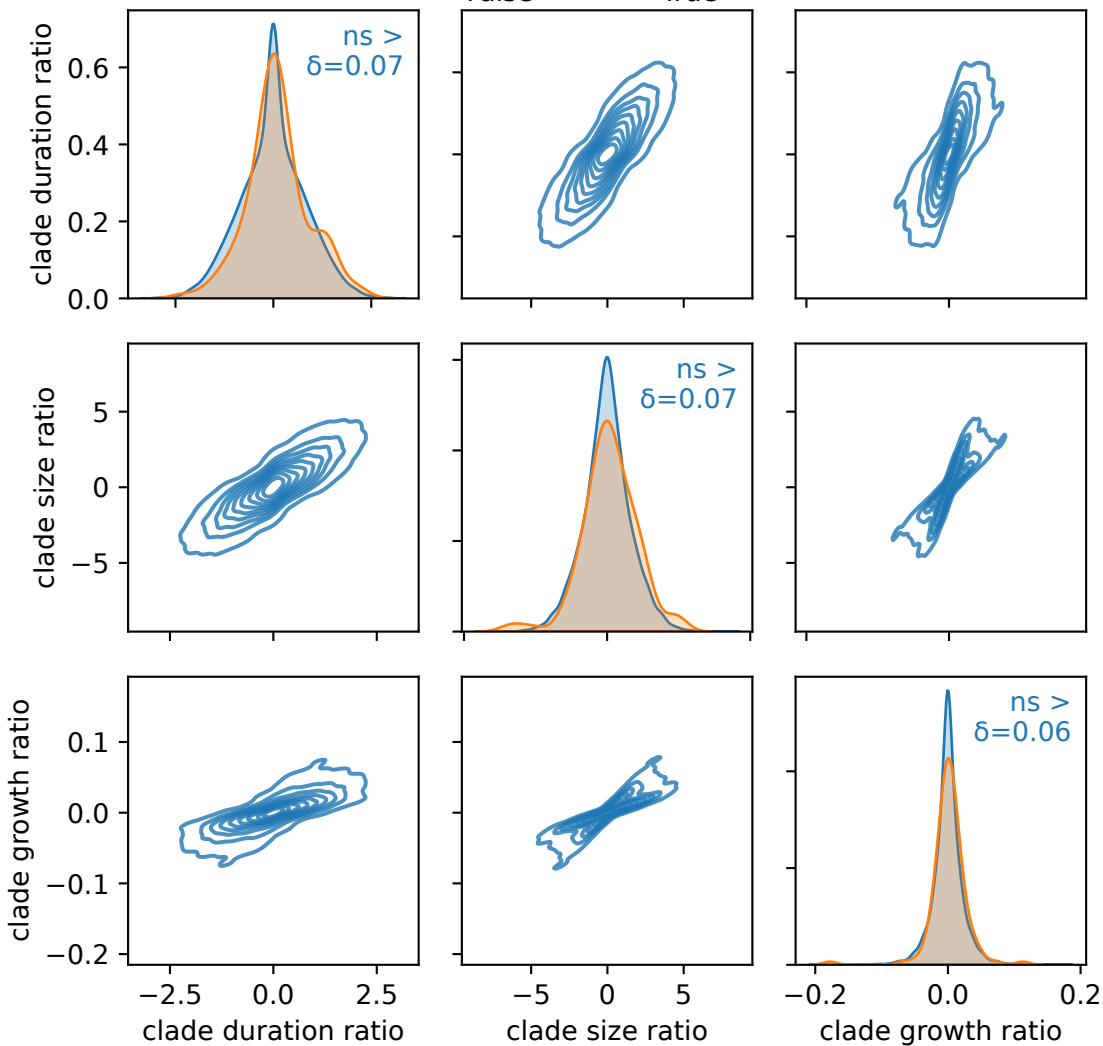 clade duration ratio
0.6
0.4
0.2
0.0
ns >
δ=0.07
clade size ratio
5
0
−5
ns >
δ=0.07
clade growth ratio
0.1
0.0
−0.1
−0.2
ns >
δ=0.06
−2.5 0.0 2.5
−5 0 5
−0.2 0.0 0.2
clade duration ratio
clade size ratio
clade growth ratio